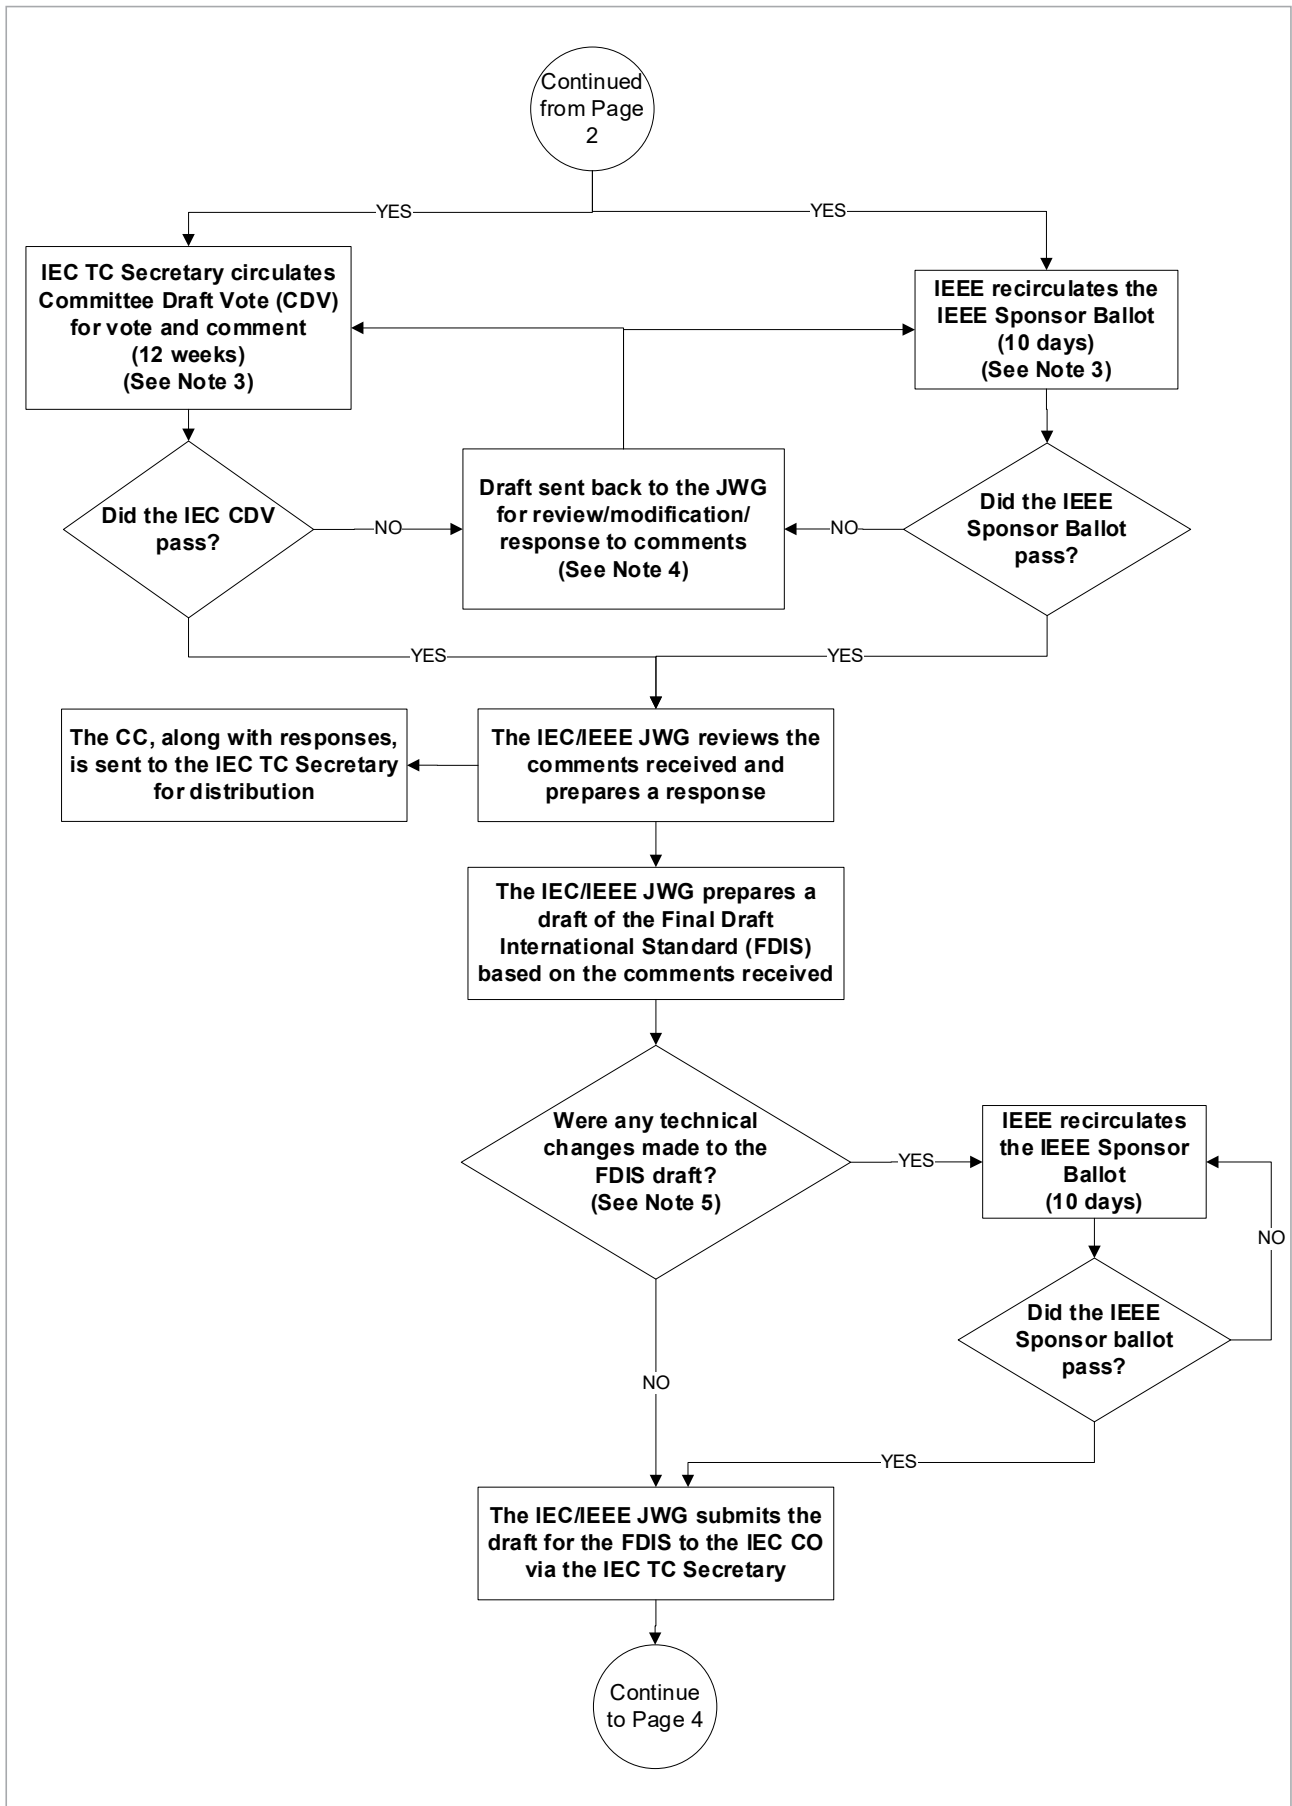 Continued
from Page
2
YES
YES
IEC TC Secretary circulates
Committee Draft Vote (CDV)
for vote and comment
(12 weeks)
(See Note 3)
IEEE recirculates the
IEEE Sponsor Ballot
(10 days)
(See Note 3)
Did the IEC CDV
pass?
NO
Draft sent back to the JWG
for review/modification/
response to comments
(See Note 4)
NO
Did the IEEE
Sponsor Ballot
pass?
YES
YES
The CC, along with responses,
is sent to the IEC TC Secretary
for distribution
The IEC/IEEE JWG reviews the
comments received and
prepares a response
The IEC/IEEE JWG prepares a
draft of the Final Draft
International Standard (FDIS)
based on the comments received
Were any technical
changes made to the
FDIS draft?
(See Note 5)
YES
IEEE recirculates
the IEEE Sponsor
Ballot
(10 days)
NO
Did the IEEE
Sponsor ballot
pass?
NO
YES
The IEC/IEEE JWG submits the
draft for the FDIS to the IEC CO
via the IEC TC Secretary
Continue
to Page 4